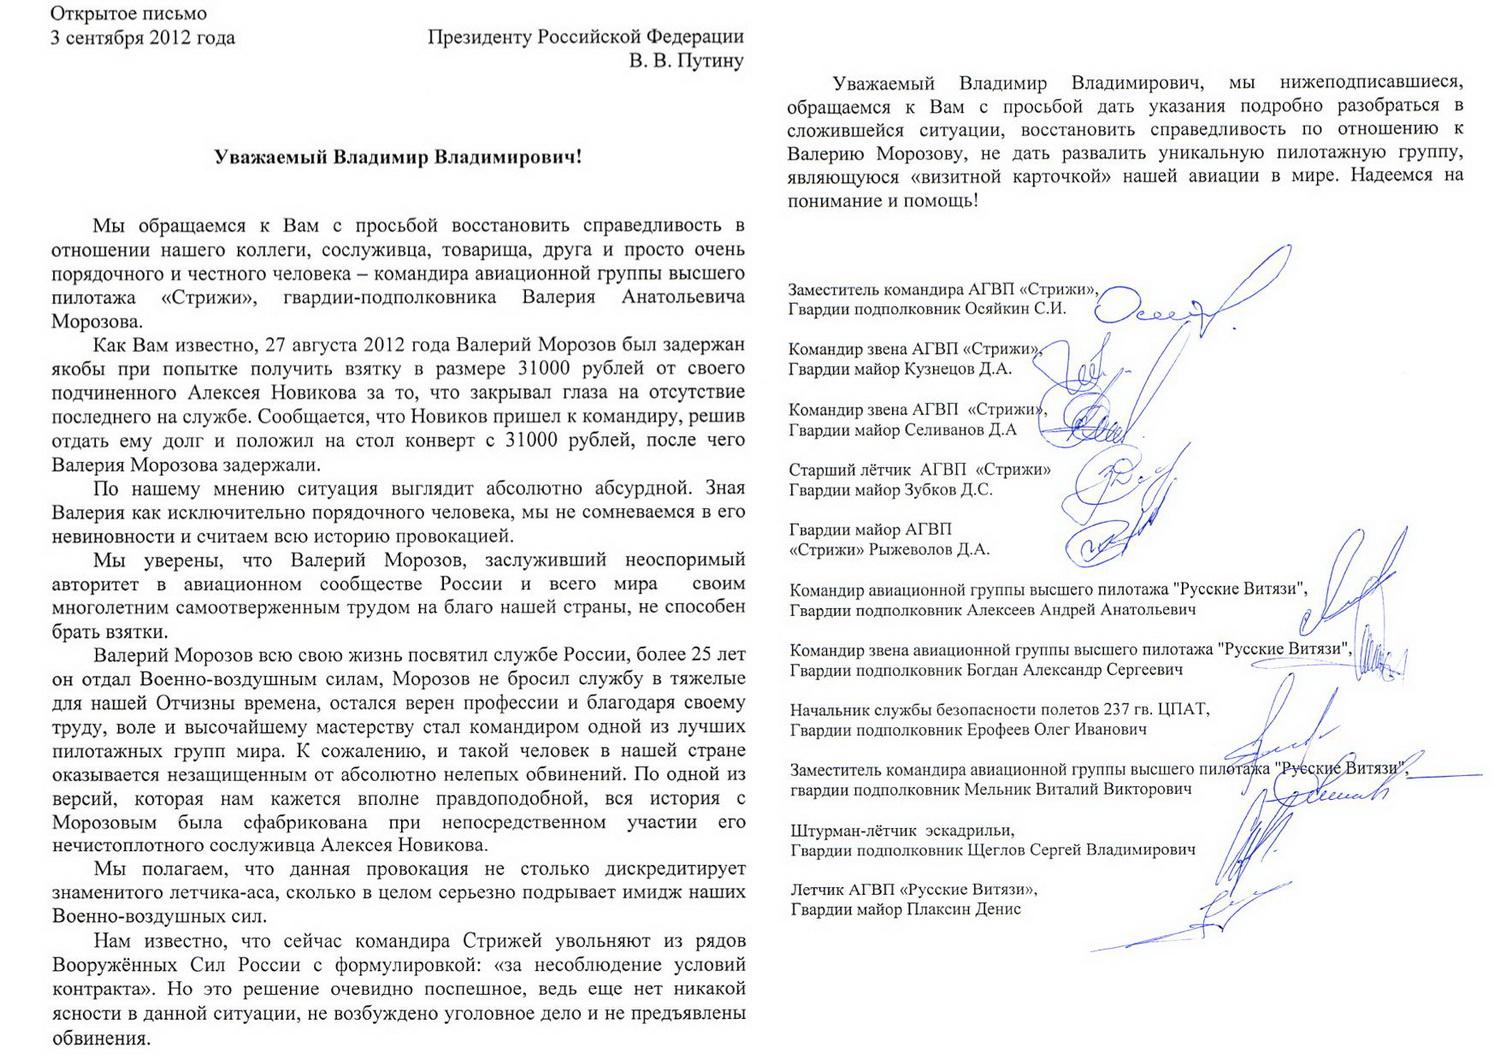 Открытое письмо
3 сентября 2012 года
Президенту Российской Федерации
В. В. Путину
Уважаемый Владимир Владимирович!
Мы обращаемся к Вам с просьбой восстановить справедливость в
отношении нашего коллеги, сослуживца, товарища, друга и просто очень
порядочного и честного человека – командира авиационной группы высшего
пилотажа «Стрижи», гвардии-подполковника Валерия Анатольевича
Морозова.
Как Вам известно, 27 августа 2012 года Валерий Морозов был задержан
якобы при попытке получить взятку в размере 31000 рублей от своего
подчиненного Алексея Новикова за то, что закрывал глаза на отсутствие
последнего на службе. Сообщается, что Новиков пришел к командиру, решив
отдать ему долг и положил на стол конверт с 31000 рублей, после чего
Валерия Морозова задержали.
По нашему мнению ситуация выглядит абсолютно абсурдной. Зная
Валерия как исключительно порядочного человека, мы не сомневаемся в его
невиновности и считаем всю историю провокацией.
Мы уверены, что Валерий Морозов, заслуживший неоспоримый
авторитет в авиационном сообществе России и всего мира своим
многолетним самоотверженным трудом на благо нашей страны, не способен
брать взятки.
Валерий Морозов всю свою жизнь посвятил службе России, более 25 лет
он отдал Военно-воздушным силам, Морозов не бросил службу в тяжелые
для нашей Отчизны времена, остался верен профессии и благодаря своему
труду, воле и высочайшему мастерству стал командиром одной из лучших
пилотажных групп мира. К сожалению, и такой человек в нашей стране
оказывается незащищенным от абсолютно нелепых обвинений. По одной из
версий, которая нам кажется вполне правдоподобной, вся история с
Морозовым была сфабрикована при непосредственном участии его
нечистоплотного сослуживца Алексея Новикова.
Мы полагаем, что данная провокация не столько дискредитирует
знаменитого летчика-аса, сколько в целом серьезно подрывает имидж наших
Военно-воздушных сил.
Нам известно, что сейчас командира Стрижей увольняют из рядов
Вооружённых Сил России с формулировкой: «за несоблюдение условий
контракта». Но это решение очевидно поспешное, ведь еще нет никакой
ясности в данной ситуации, не возбуждено уголовное дело и не предъявлены
обвинения.
Уважаемый Владимир Владимирович, мы нижеподписавшиеся,
обращаемся к Вам с просьбой дать указания подробно разобраться в
сложившейся ситуации, восстановить справедливость по отношению к
Валерию Морозову, не дать развалить уникальную пилотажную группу,
являющуюся «визитной карточкой» нашей авиации в мире. Надеемся на
понимание и помощь!
Заместитель командира АГВП «Стрижи»,
Гвардии подполковник Осяйкин С.И.
Командир звена АГВП «Стрижи»,
Гвардии майор Кузнецов Д.А.
Командир звена АГВП «Стрижи»,
Гвардии майор Селиванов Д.А
Старший лётчик АГВП «Стрижи»
Гвардии майор Зубков Д.С.
Гвардии майор АГВП
«Стрижи» Рыжеволов Д.А.
Командир авиационной группы высшего пилотажа "Русские Витязи",
Гвардии подполковник Алексеев Андрей Анатольевич
Командир звена авиационной группы высшего пилотажа "Русские Витязи",
Гвардии подполковник Богдан Александр Сергеевич
Начальник службы безопасности полетов 237 гв. ЦПАТ,
Гвардии подполковник Ерофеев Олег Иванович
Заместитель командира авиационной группы высшего пилотажа "Русские Витязи",
гвардии подполковник Мельник Виталий Викторович
Штурман-лётчик эскадрильи,
Гвардии подполковник Щеглов Сергей Владимирович
Летчик АГВП «Русские Витязи»,
Гвардии майор Плаксин Денис